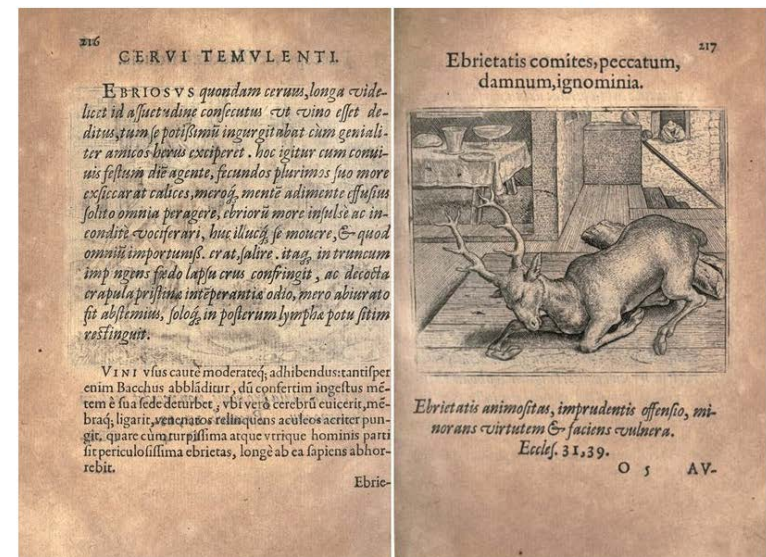 216
CERVI TEMVLENTI.
EBRIOSVS quondam ceruus, longa vide-
licet id assuetudine consecutus vt vino esset de-
ditus, tum se potissimũ ingurgitabat cùm geniali-
ter amicos herus exciperet. hoc igitur cum conui-
uis festum diẽ agente, fecundos plurimos suo more
exsiccarat calices, meroq́, mentẽ adimente effusius
solito omnia peragere, ebriorũ more insulse ac in-
condite vociferari, huc illucq́, se mouere, & quod
omniũ importuniß. erat, salire. itaq, in truncum
imp ngens fœdo lapsu crus confringit, ac decocta
crapula pristinæ intẽperantiæ odio, mero abiurato
fit abstemius, soloq́, in posterum lymphæ potu sitim
restinguit.
VINI vsus cautè moderateq́; adhibendus: tantisper
enim Bacchus abblãditur, dũ confertim ingestus mẽ-
tem è sua sede deturbet; vbi verò cerebrũ euicerit, mẽ-
braq́; ligarit, venenatos relinquens aculeos acriter pun-
git. quare cùm turpissima atque vtrique hominis parti
sit periculosissima ebrietas, longè ab ea sapiens abhor-
rebit.
Ebrie-
217
Ebrietatis comites, peccatum,
damnum, ignominia.
Ebrietatis animositas, imprudentis offensio, mi-
norans virtutem & faciens vulnera.
Eccles. 31, 39.
O 5 AV-